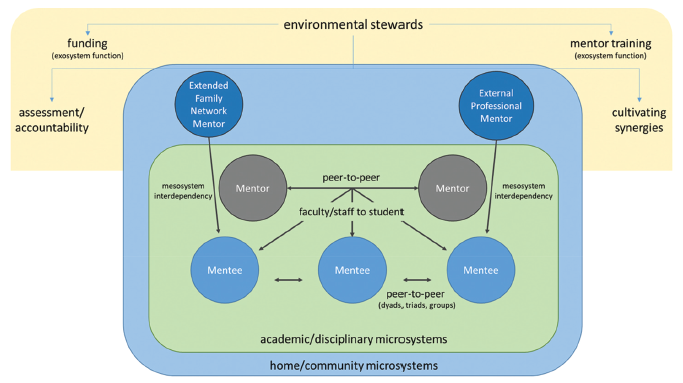 environmental stewards
funding
(exosystem function)
mentor training
(exosystem function)
assessment/
accountability
cultivating
synergies
Extended
Family
Network
Mentor
External
Professional
Mentor
mesosystem
interdependency
mesosystem
interdependency
Mentor
peer-to-peer
Mentor
faculty/staff to student
Mentee
Mentee
Mentee
peer-to-peer
(dyads,, triads, groups)
academic/disciplinary microsystems
home/community microsystems